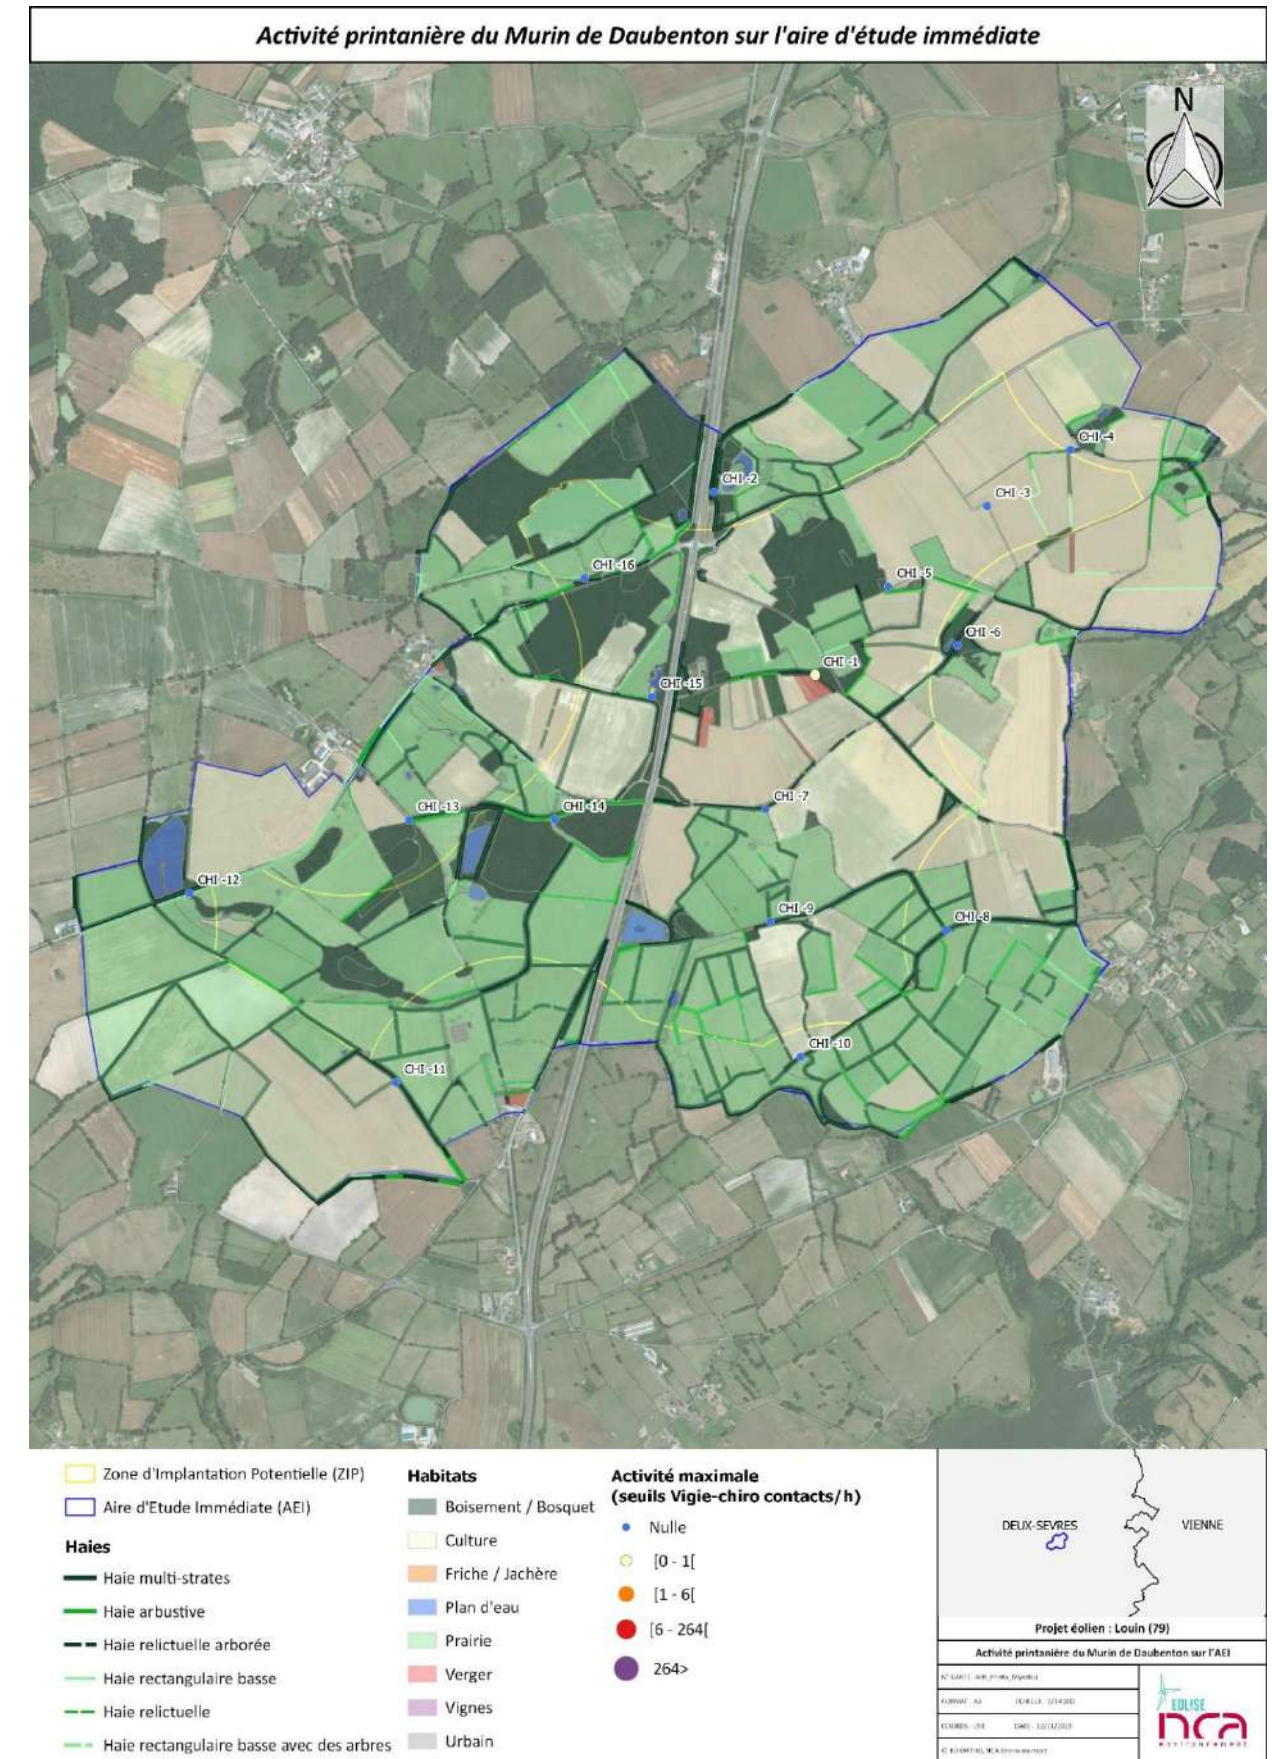 Activité printanière du Murin de Daubenton sur l'aire d'étude immédiate
N
CHI -4
CHI -2
CHI -3
CHI -16
CHI -5
CHI -6
CHI -1
CHI -15
CHI -7
CHI -13
CHI -14
CHI -12
CHI -9
CHI -8
CHI -10
CHI -11
Zone d'Implantation Potentielle (ZIP)
Aire d'Etude Immédiate (AEI)
Haies
Haie multi-strates
Haie arbustive
Haie relictuelle arborée
Haie rectangulaire basse
Haie relictuelle
Haie rectangulaire basse avec des arbres
Habitats
Boisement / Bosquet
Culture
Friche / Jachère
Plan d'eau
Prairie
Verger
Vignes
Urbain
Activité maximale
(seuils Vigie-chiro contacts/h)
Nulle
[0 - 1[
[1 - 6[
[6 - 264[
264>
DEUX-SEVRES
VIENNE
Projet éolien : Louin (79)
Activité printanière du Murin de Daubenton sur l'AEI
FORMAT : A3
EOLISE
nca
environnement